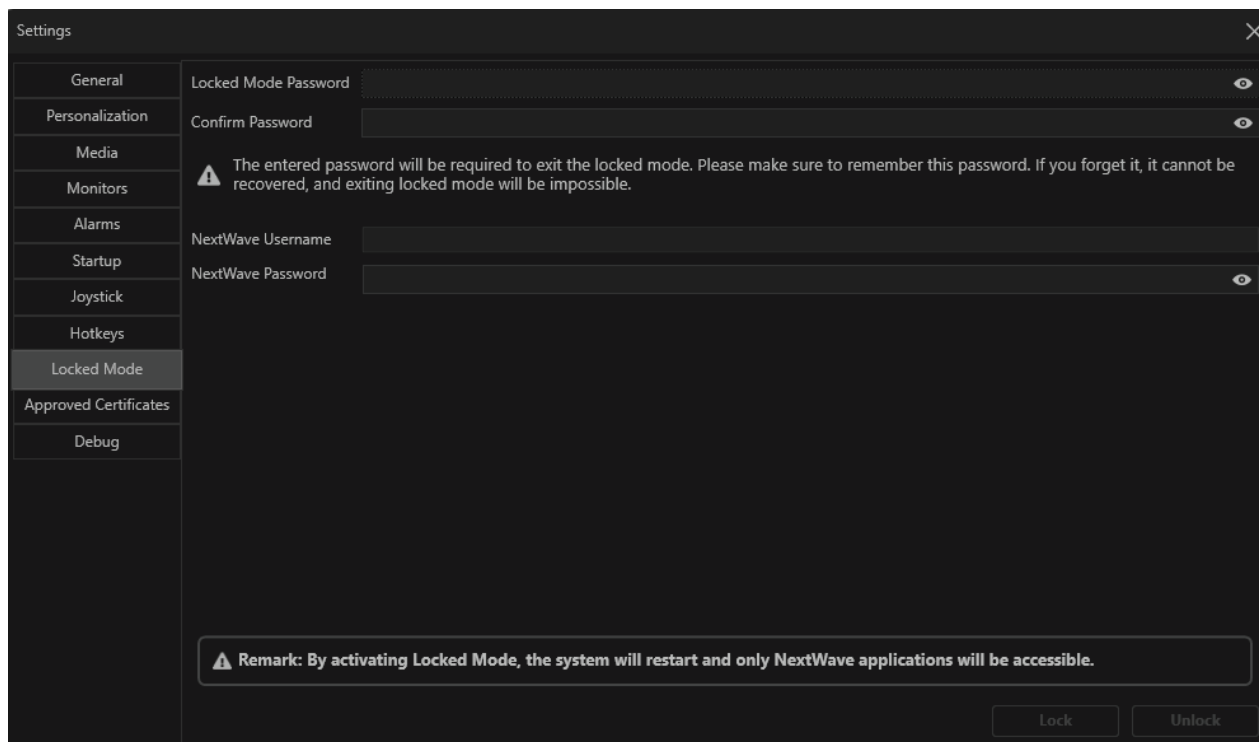 Settings
General
Personalization
Media
Monitors
Alarms
Startup
Joystick
Hotkeys
Locked Mode
Approved Certificates
Debug
Locked Mode Password
Confirm Password
The entered password will be required to exit the locked mode. Please make sure to remember this password. If you forget it, it cannot be
recovered, and exiting locked mode will be impossible.
NextWave Username
NextWave Password
Remark: By activating Locked Mode, the system will restart and only NextWave applications will be accessible.
Lock
Unlock